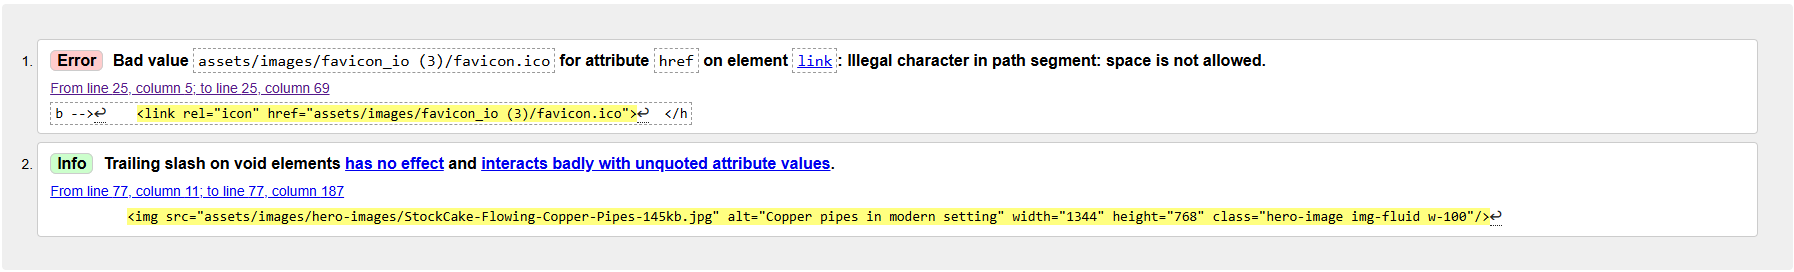 1. Error Bad value assets/images/favicon_io (3)/favicon.ico for attribute href on element link: Illegal character in path segment: space is not allowed.
From line 25, column 5; to line 25, column 69
b -->↩    <link rel="icon" href="assets/images/favicon_io (3)/favicon.ico">↩  </h
2. Info Trailing slash on void elements has no effect and interacts badly with unquoted attribute values.
From line 77, column 11; to line 77, column 187
<img src="assets/images/hero-images/StockCake-Flowing-Copper-Pipes-145kb.jpg" alt="Copper pipes in modern setting" width="1344" height="768" class="hero-image img-fluid w-100"/>↩